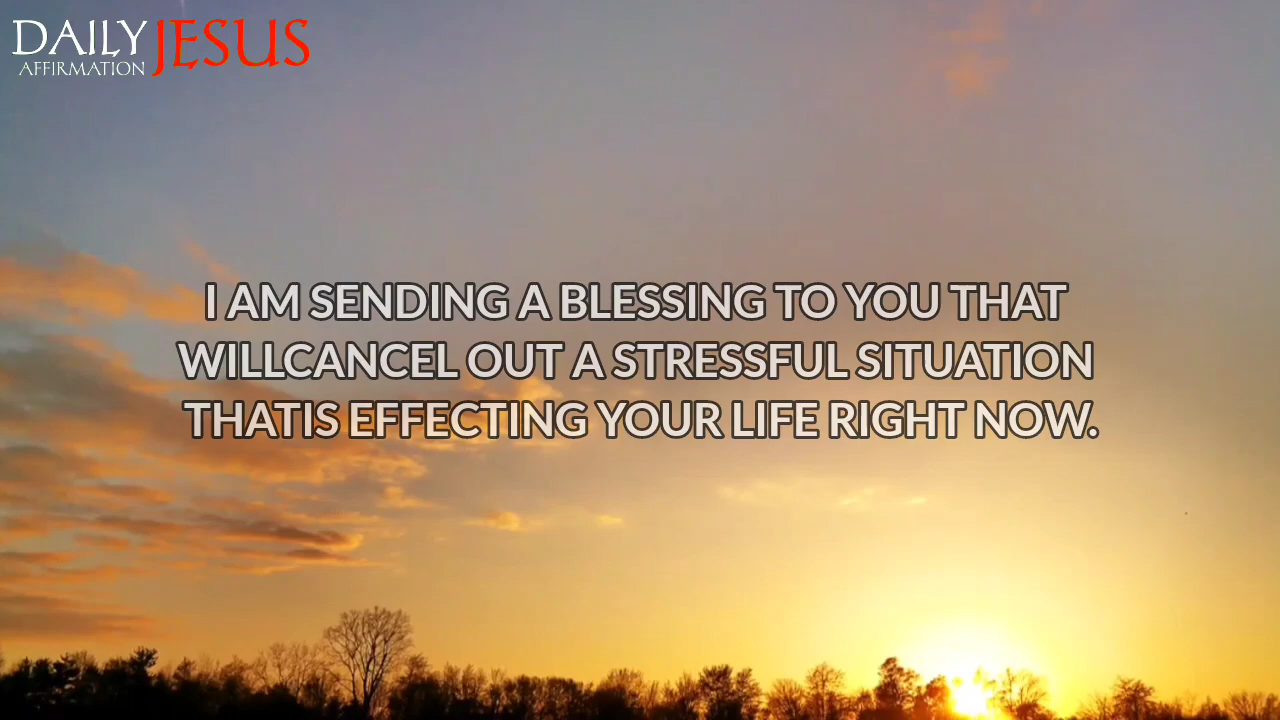 DAILY JESUS
AFFIRMATION
I AM SENDING A BLESSING TO YOU THAT
WILLCANCEL OUT A STRESSFUL SITUATION
THATIS EFFECTING YOUR LIFE RIGHT NOW.